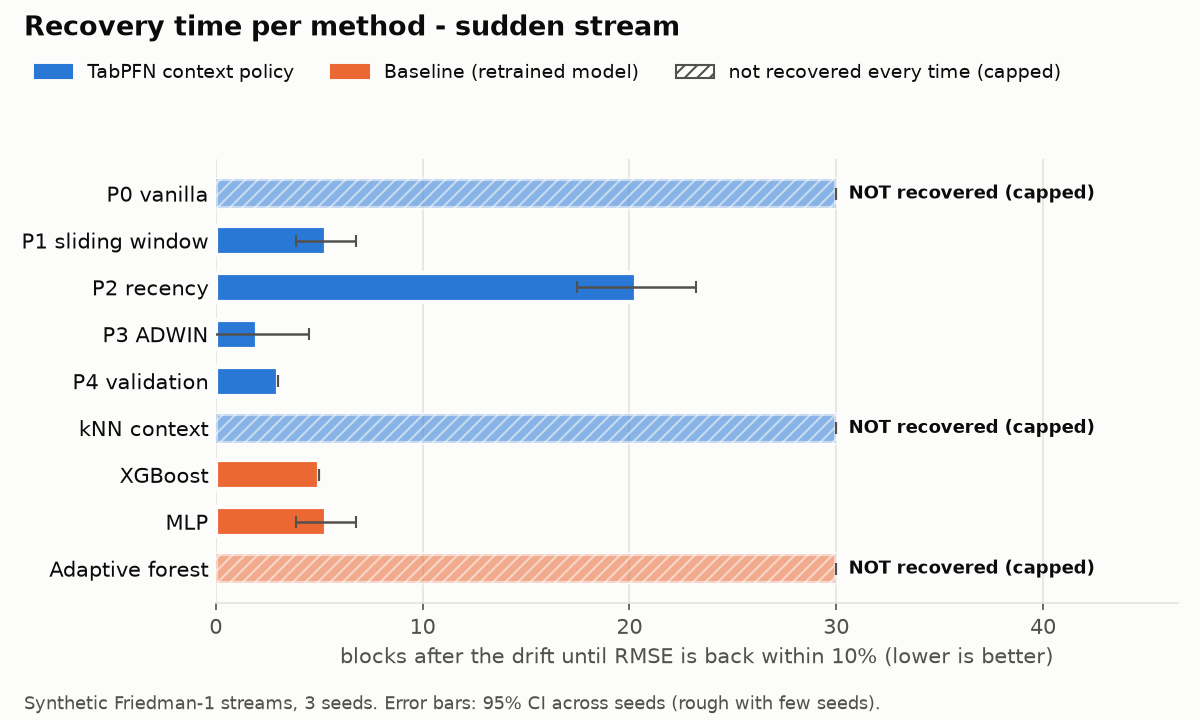 Recovery time per method - sudden stream
TabPFN context policy
Baseline (retrained model)
not recovered every time (capped)
P0 vanilla
NOT recovered (capped)
P1 sliding window
P2 recency
P3 ADWIN
P4 validation
kNN context
NOT recovered (capped)
XGBoost
MLP
Adaptive forest
NOT recovered (capped)
0 10 20 30 40
blocks after the drift until RMSE is back within 10% (lower is better)
Synthetic Friedman-1 streams, 3 seeds. Error bars: 95% CI across seeds (rough with few seeds).